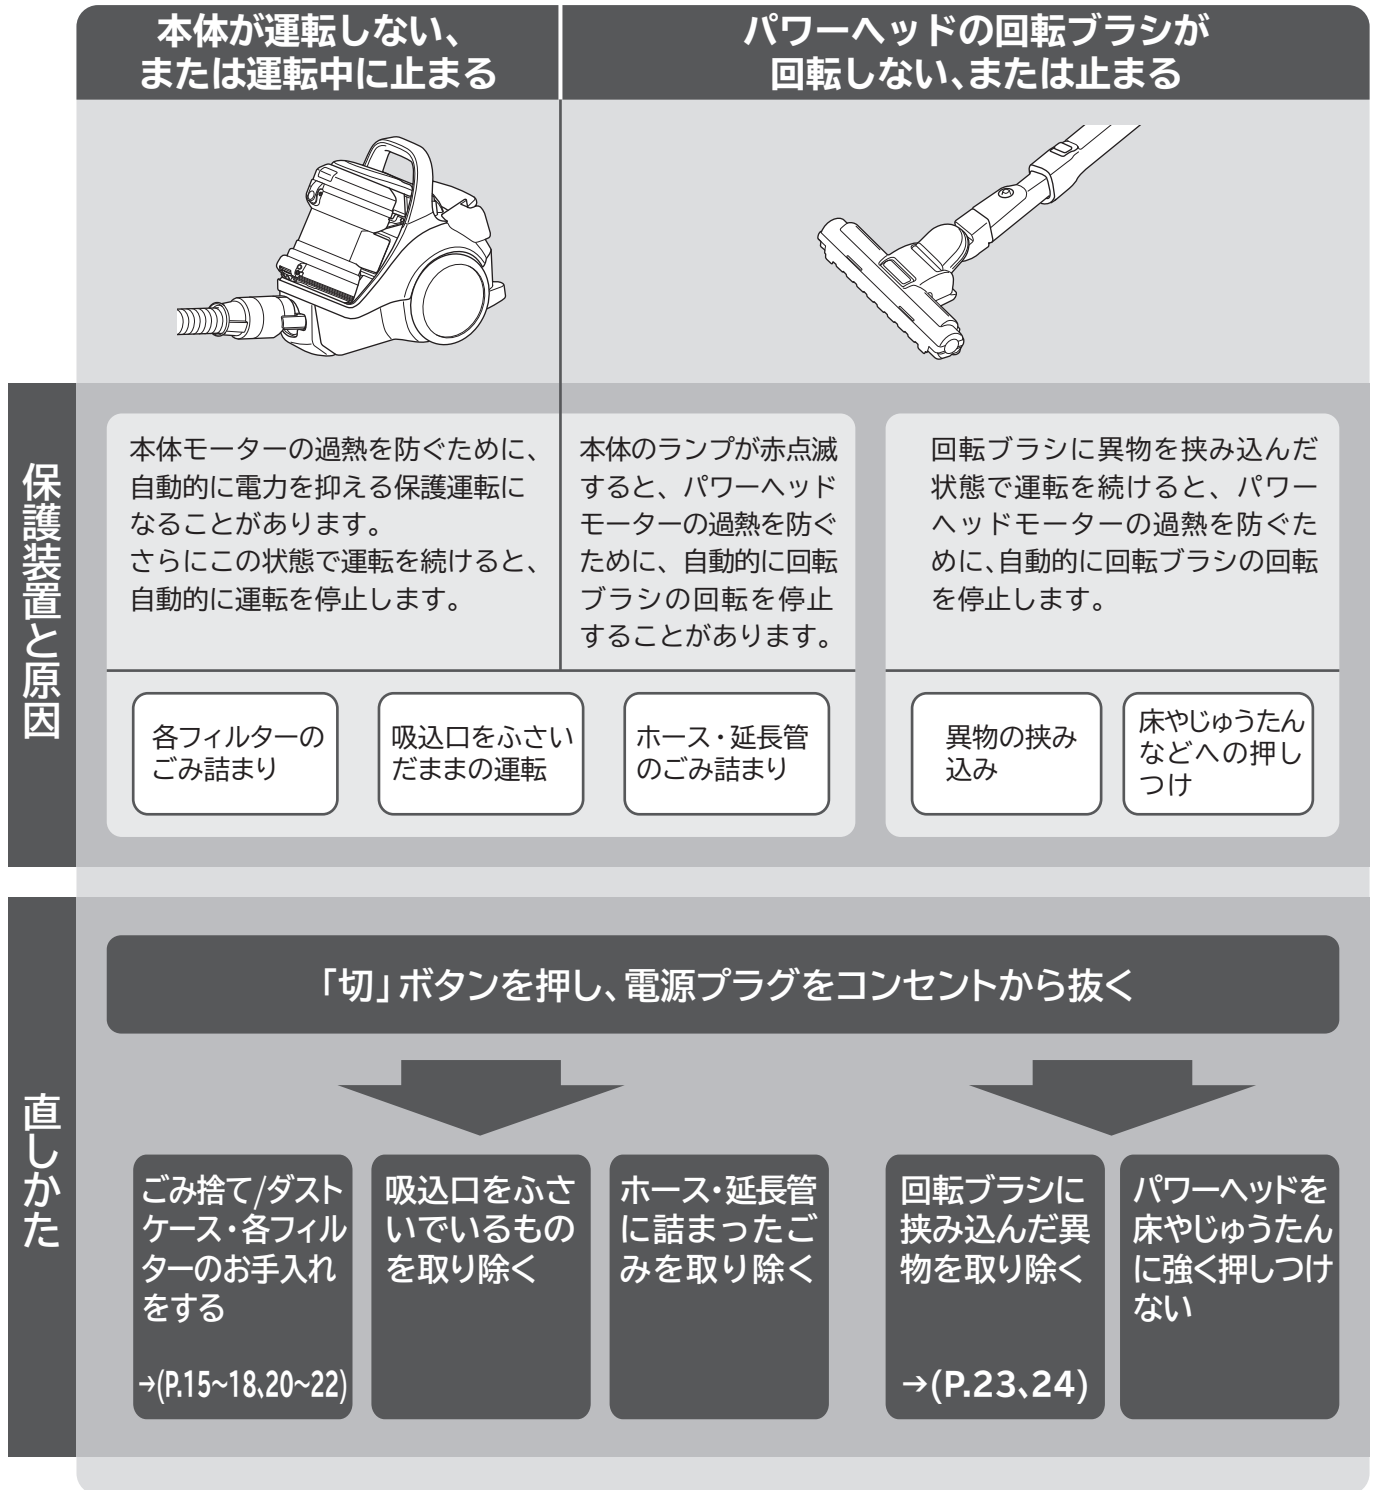 本体が運転しない、
または運転中に止まる
パワーヘッドの回転ブラシが
回転しない、または止まる
保護装置と原因
本体モーターの過熱を防ぐために、
自動的に電力を抑える保護運転に
なることがあります。
さらにこの状態で運転を続けると、
自動的に運転を停止します。
本体のランプが赤点滅
すると、パワーヘッド
モーターの過熱を防ぐ
ために、自動的に回転
ブラシの回転を停止
することがあります。
回転ブラシに異物を挟み込んだ
状態で運転を続けると、パワー
ヘッドモーターの過熱を防ぐた
めに、自動的に回転ブラシの回転
を停止します。
各フィルターの
ごみ詰まり
吸込口をふさい
だままの運転
ホース・延長管
のごみ詰まり
異物の挟み
込み
床やじゅうたん
などへの押し
つけ
直しかた
「切」ボタンを押し、電源プラグをコンセントから抜く
ごみ捨て/ダスト
ケース・各フィル
ターのお手入れ
をする
→(P.15~18、20~22)
吸込口をふさ
いでいるもの
を取り除く
ホース・延長管
に詰まったご
みを取り除く
回転ブラシに
挟み込んだ異
物を取り除く
→(P.23、24)
パワーヘッドを
床やじゅうたん
に強く押しつけ
ない